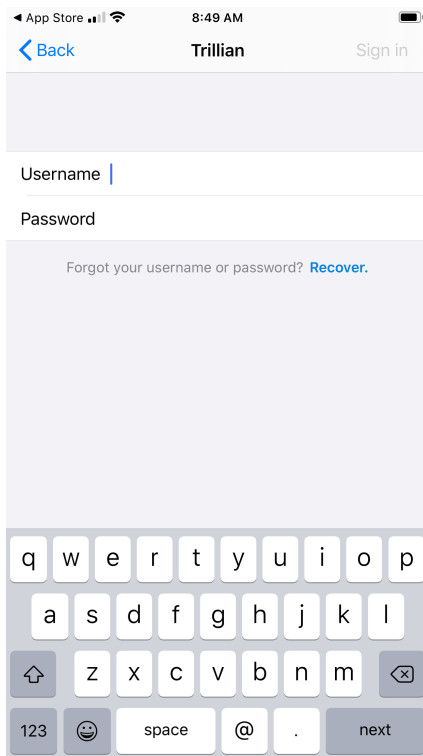 ◀ App Store 8:49 AM
Back Trillian Sign in
Username
Password
Forgot your username or password? Recover.
q w e r t y u i o p
a s d f g h j k l
z x c v b n m
123 space @ . next